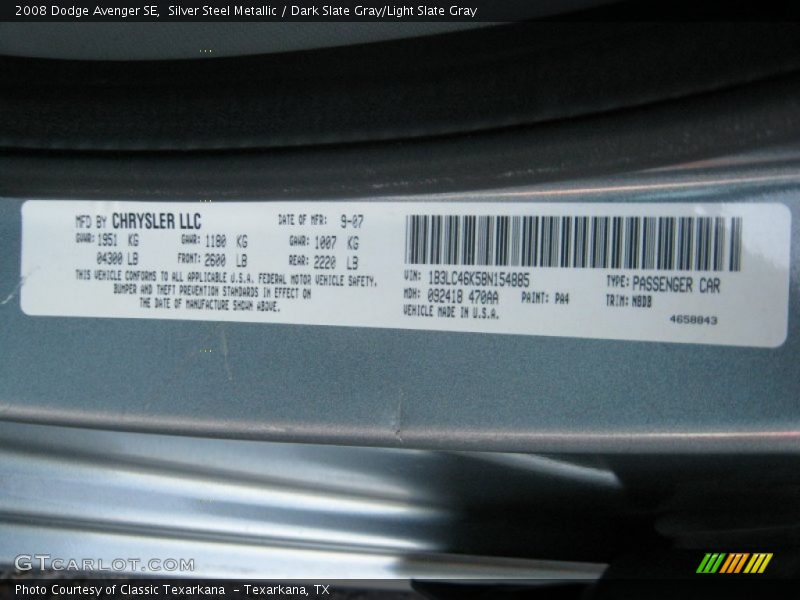 2008 Dodge Avenger SE,  Silver Steel Metallic / Dark Slate Gray/Light Slate Gray
MFD BY CHRYSLER LLC DATE OF MFR: 9-07
GVWR: 1951 KG GAWR: 1180 KG GAWR: 1007 KG
04300 LB FRONT: 2600 LB REAR: 2220 LB
THIS VEHICLE CONFORMS TO ALL APPLICABLE U.S.A. FEDERAL MOTOR VEHICLE SAFETY,
BUMPER AND THEFT PREVENTION STANDARDS IN EFFECT ON
THE DATE OF MANUFACTURE SHOWN ABOVE.
VIN: 1B3LC46K58N154885 TYPE: PASSENGER CAR
MDH: 092418 470AA PAINT: PA4 TRIM: N8D8
VEHICLE MADE IN U.S.A.
4658843
GTCARLOT.COM
Photo Courtesy of Classic Texarkana - Texarkana, TX